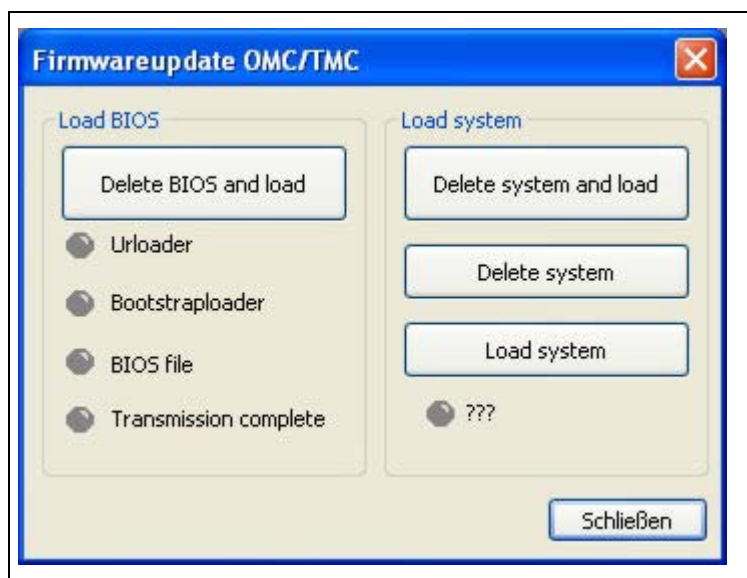 Firmwareupdate OMC/TMC
Load BIOS
Delete BIOS and load
Urloader
Bootstraploader
BIOS file
Transmission complete
Load system
Delete system and load
Delete system
Load system
???
Schließen